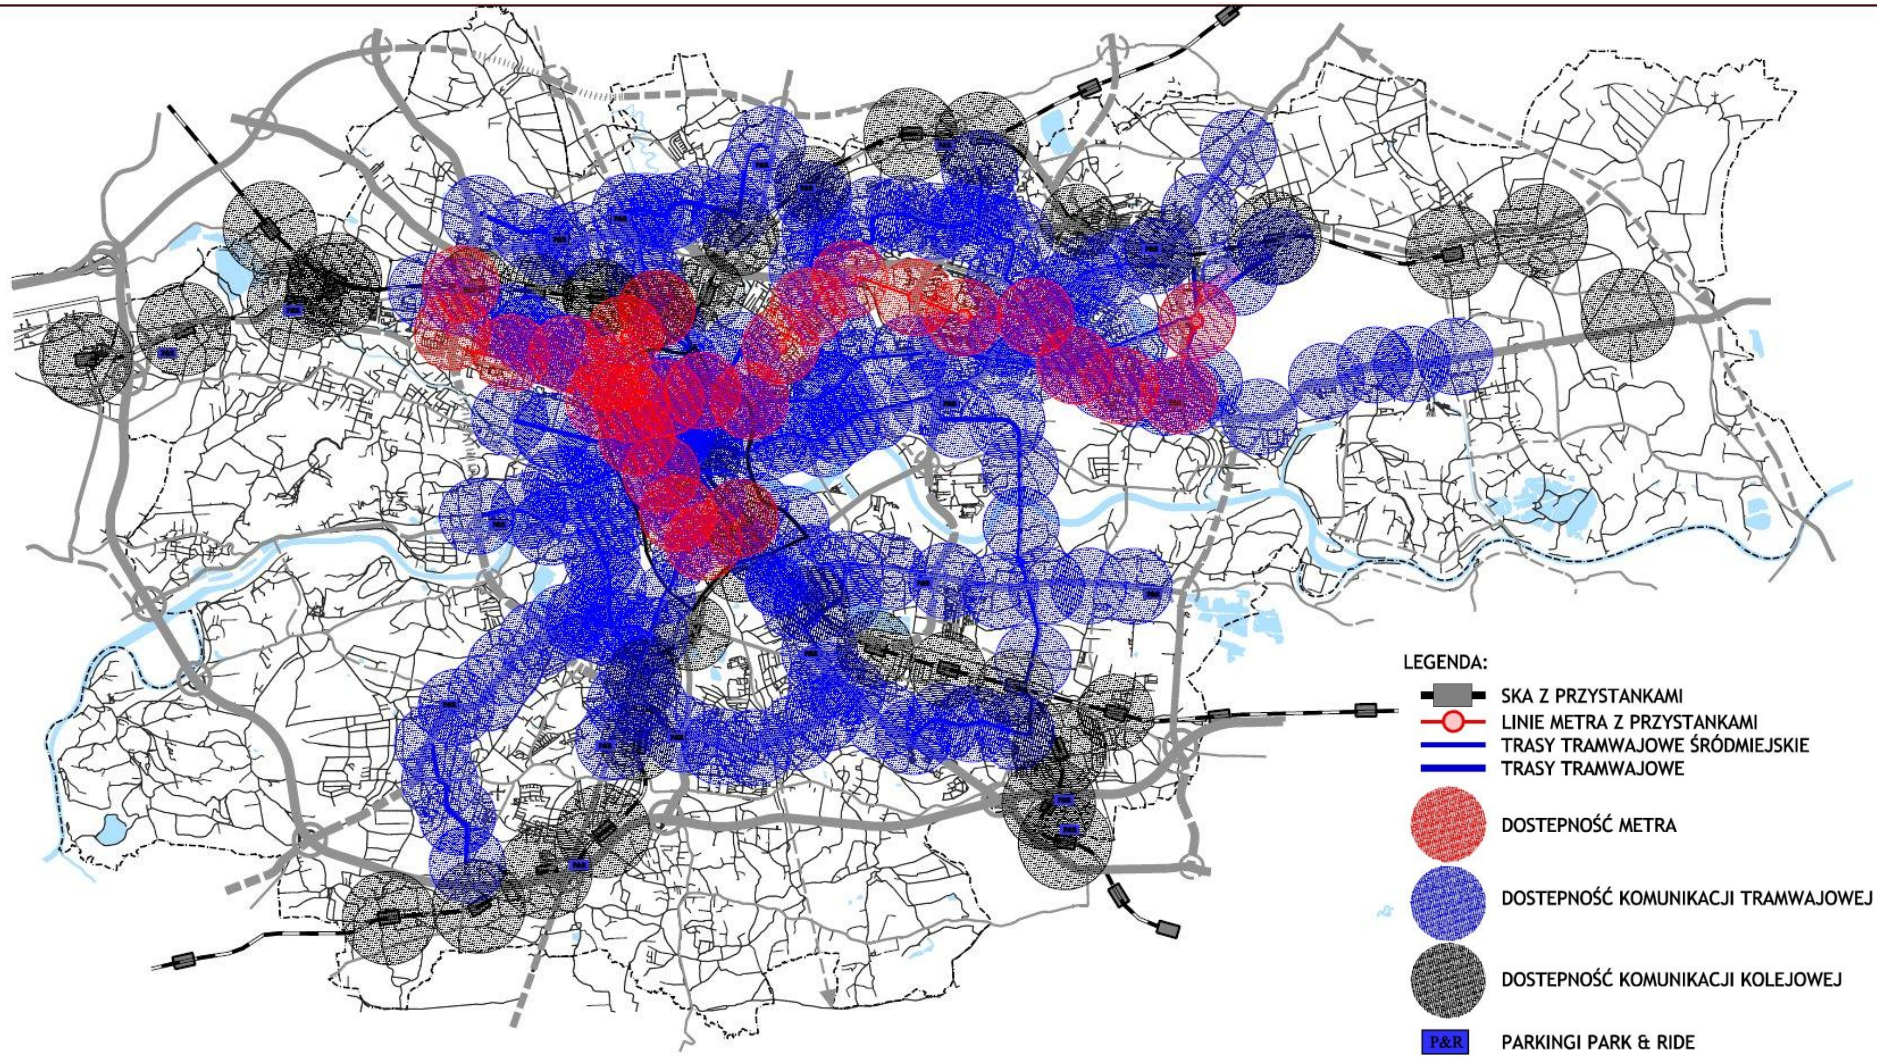 LEGENDA:
SKA Z PRZYSTANKAMI
LINIE METRA Z PRZYSTANKAMI
TRASY TRAMWAJOWE ŚRÓDMIEJSKIE
TRASY TRAMWAJOWE
DOSTEPNOŚĆ METRA
DOSTEPNOŚĆ KOMUNIKACJI TRAMWAJOWEJ
DOSTEPNOŚĆ KOMUNIKACJI KOLEJOWEJ
P&R PARKINGI PARK & RIDE